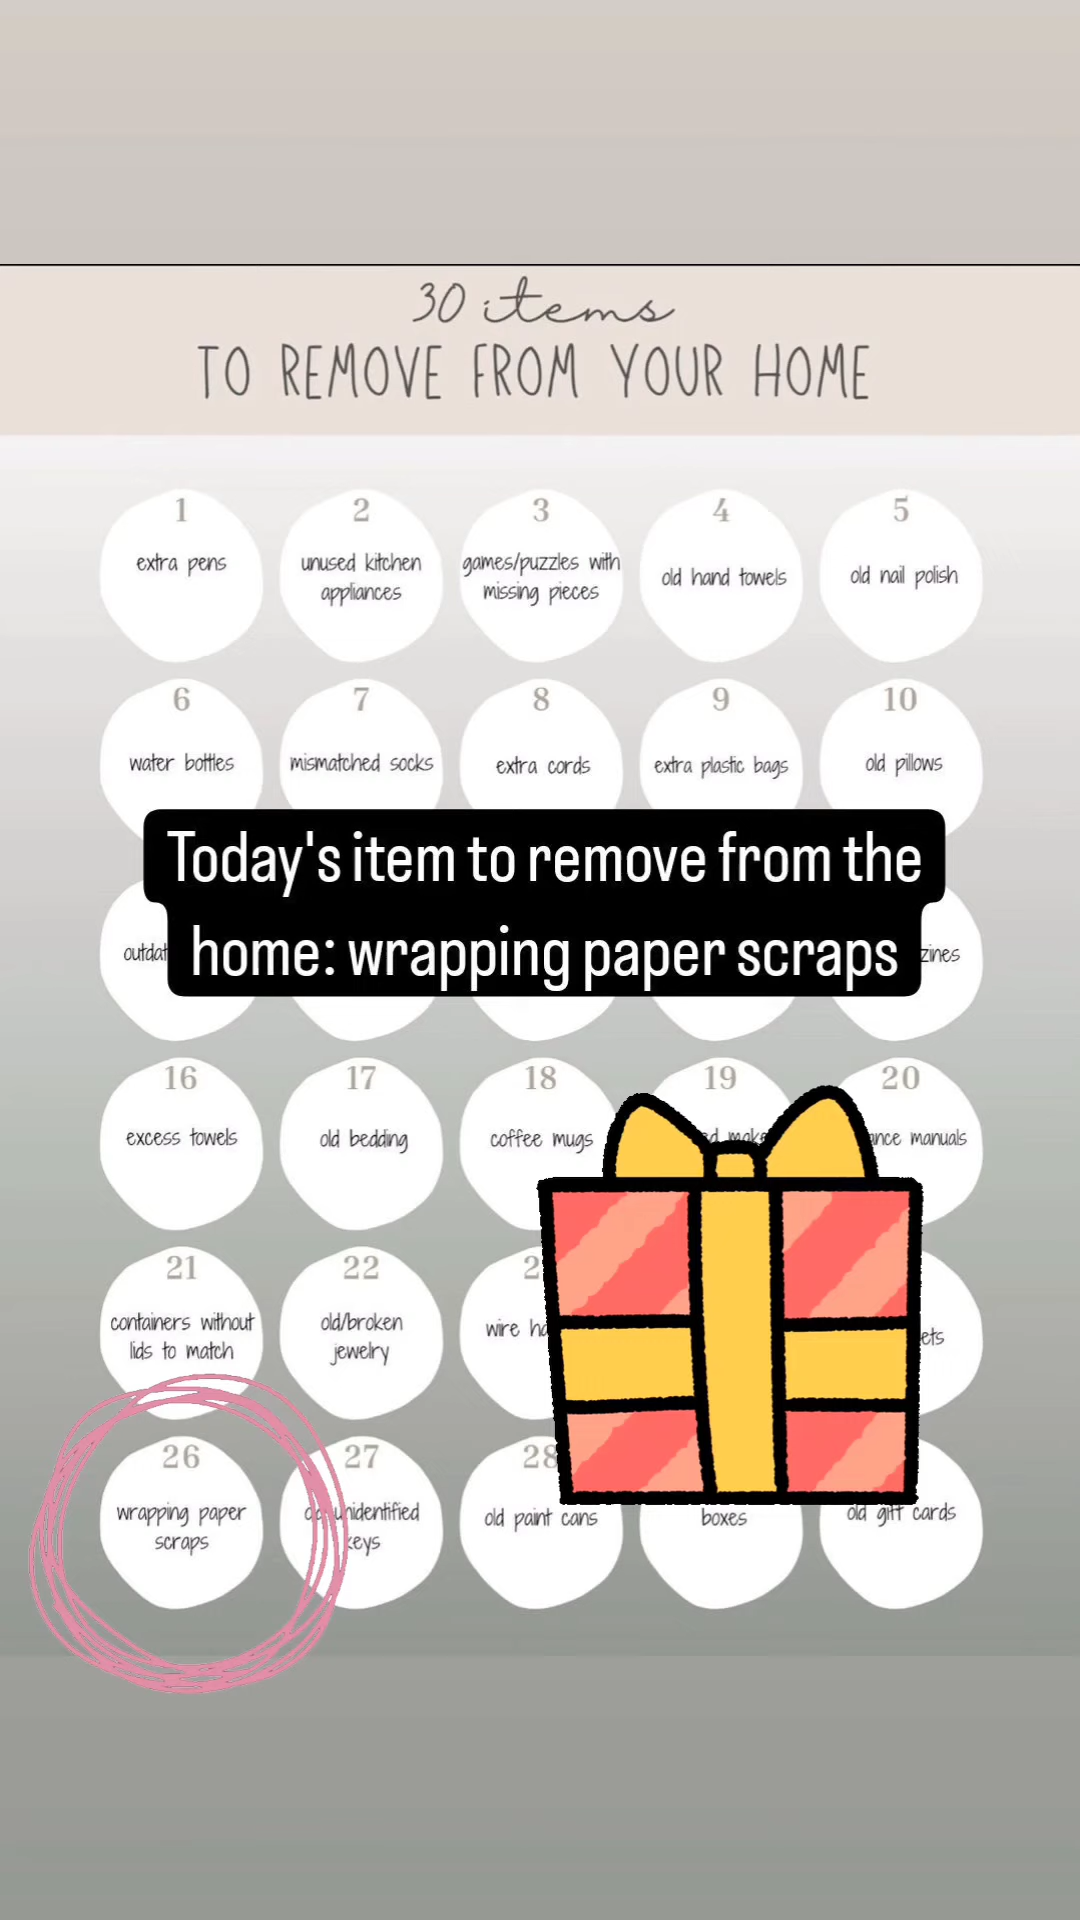 30 items
TO REMOVE FROM YOUR HOME
1
2
3
4
5
extra pens
unused kitchen
appliances
games/puzzles with
missing pieces
old hand towels
old nail polish
6
7
8
9
10
water bottles
mismatched socks
extra cords
extra plastic bags
old pillows
Today's item to remove from the
home: wrapping paper scraps
16
17
18
19
20
excess towels
old bedding
coffee mugs
manuals
21
22
containers without
lids to match
old/broken
jewelry
wire
26
27
28
wrapping paper
scraps
unidentified
keys
old paint cans
boxes
old gift cards